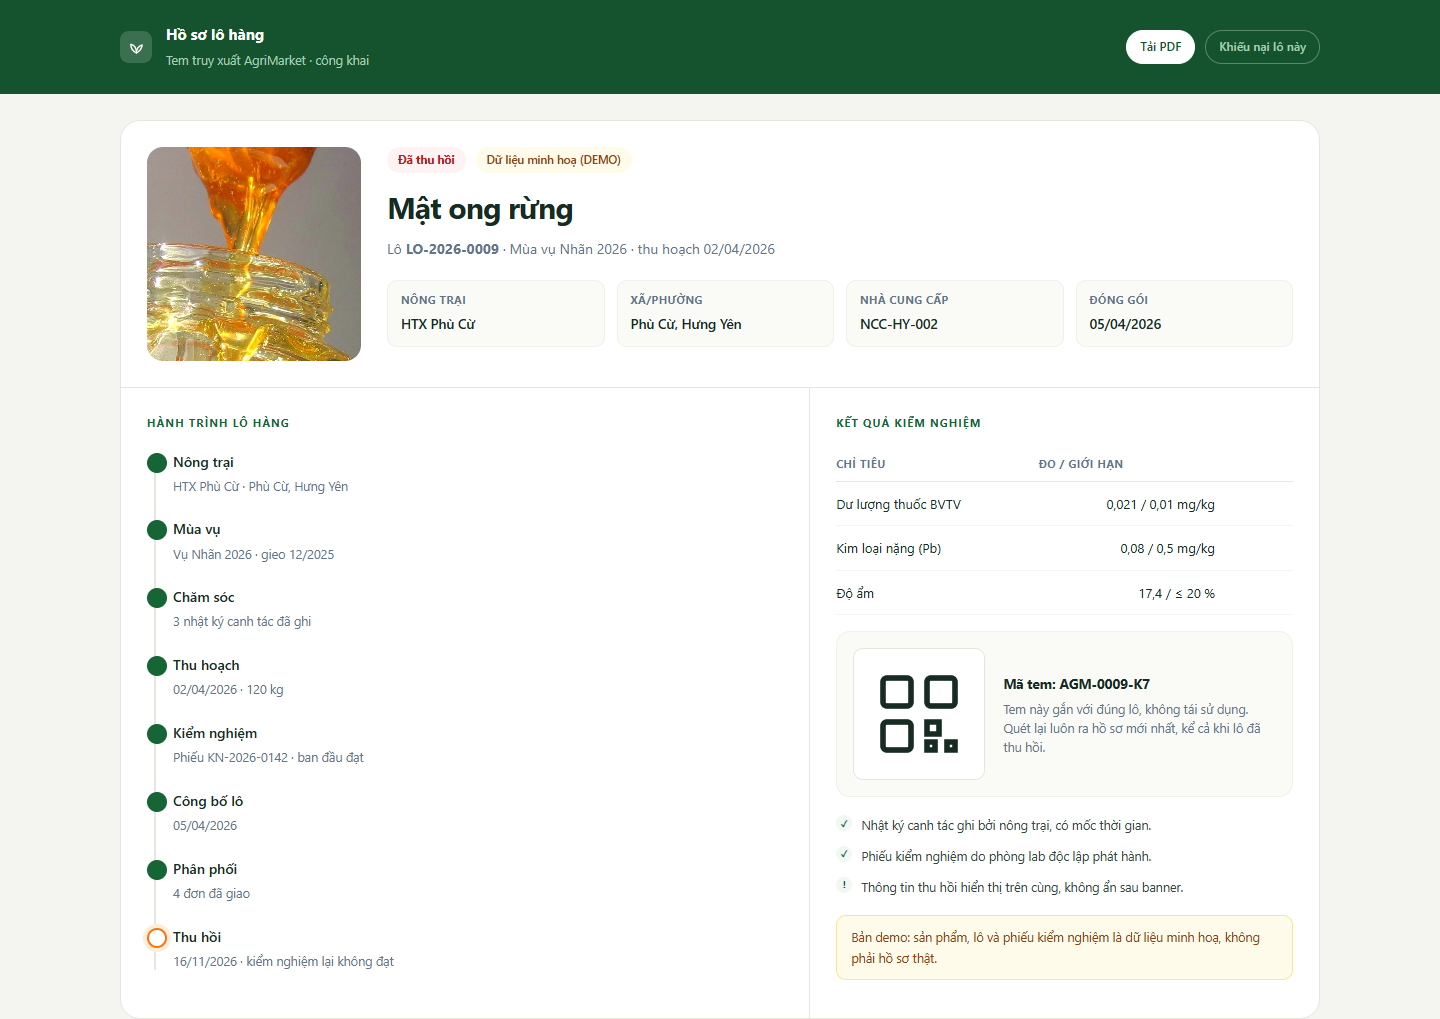 Hồ sơ lô hàng
Tem truy xuất AgriMarket · công khai
Tải PDF
Khiếu nại lô này
Đã thu hồi
Dữ liệu minh hoạ (DEMO)
Mật ong rừng
Lô LO-2026-0009 · Mùa vụ Nhãn 2026 · thu hoạch 02/04/2026
NÔNG TRẠI
HTX Phù Cừ
XÃ/PHƯỜNG
Phù Cừ, Hưng Yên
NHÀ CUNG CẤP
NCC-HY-002
ĐÓNG GÓI
05/04/2026
HÀNH TRÌNH LÔ HÀNG
Nông trại
HTX Phù Cừ · Phù Cừ, Hưng Yên
Mùa vụ
Vụ Nhãn 2026 · gieo 12/2025
Chăm sóc
3 nhật ký canh tác đã ghi
Thu hoạch
02/04/2026 · 120 kg
Kiểm nghiệm
Phiếu KN-2026-0142 · ban đầu đạt
Công bố lô
05/04/2026
Phân phối
4 đơn đã giao
Thu hồi
16/11/2026 · kiểm nghiệm lại không đạt
KẾT QUẢ KIỂM NGHIỆM
CHỈ TIÊU ĐO / GIỚI HẠN
Dư lượng thuốc BVTV 0,021 / 0,01 mg/kg
Kim loại nặng (Pb) 0,08 / 0,5 mg/kg
Độ ẩm 17,4 / ≤ 20 %
Mã tem: AGM-0009-K7
Tem này gắn với đúng lô, không tái sử dụng.
Quét lại luôn ra hồ sơ mới nhất, kể cả khi lô đã
thu hồi.
✓ Nhật ký canh tác ghi bởi nông trại, có mốc thời gian.
✓ Phiếu kiểm nghiệm do phòng lab độc lập phát hành.
! Thông tin thu hồi hiển thị trên cùng, không ẩn sau banner.
Bản demo: sản phẩm, lô và phiếu kiểm nghiệm là dữ liệu minh hoạ, không
phải hồ sơ thật.